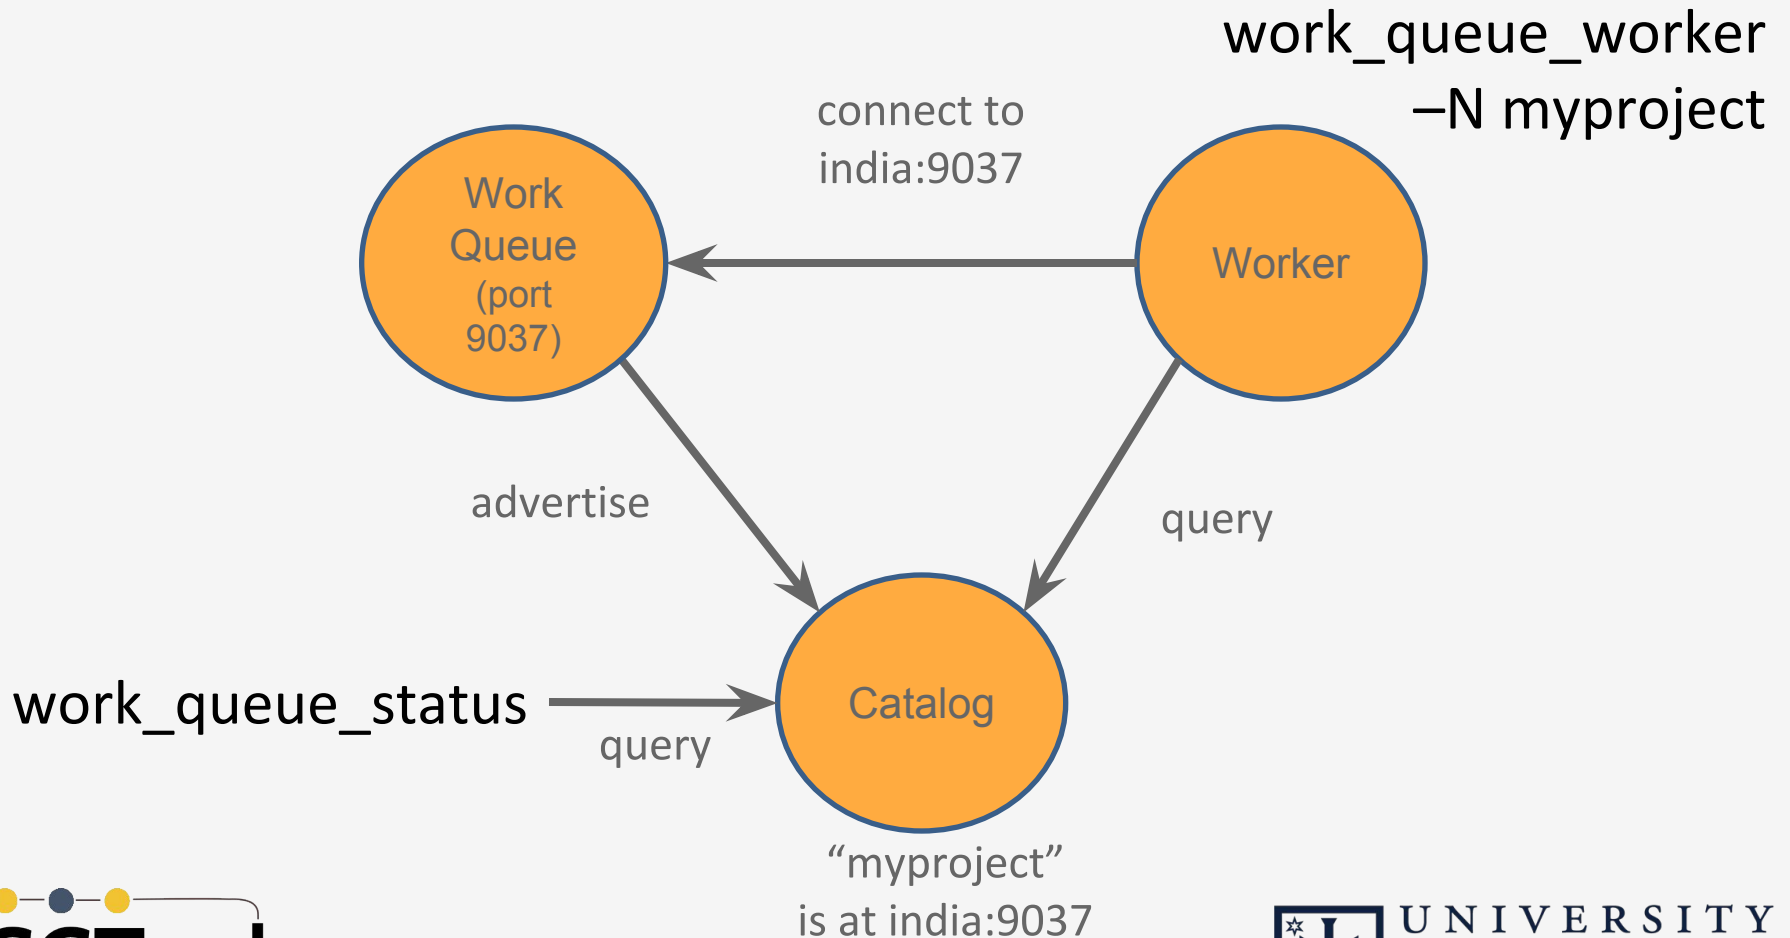 work_queue_worker
–N myproject
connect to
india:9037
Work
Queue
(port
9037)
Worker
advertise
query
work_queue_status
query
Catalog
“myproject”
is at india:9037
UNIVERSITY